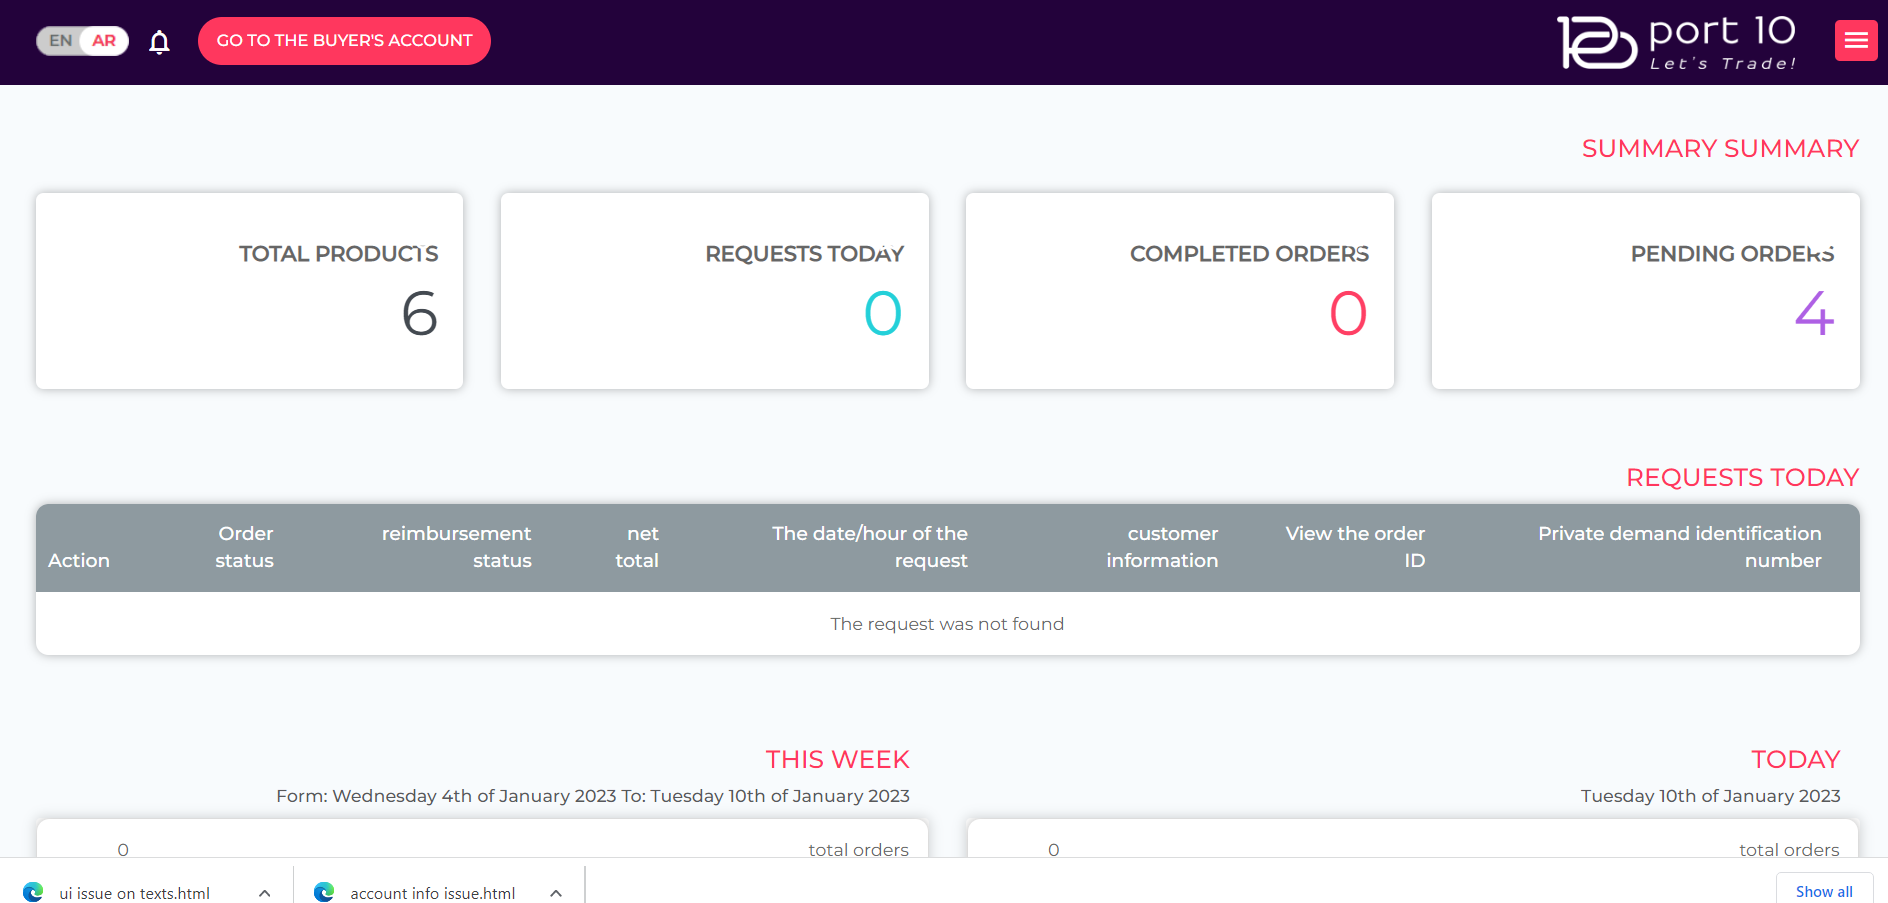 EN AR
GO TO THE BUYER'S ACCOUNT
port 10
Let's Trade!
SUMMARY SUMMARY
TOTAL PRODUCTS
6
REQUESTS TODAY
0
COMPLETED ORDERS
0
PENDING ORDERS
4
REQUESTS TODAY
Action
Order
status
reimbursement
status
net
total
The date/hour of the
request
customer
information
View the order
ID
Private demand identification
number
The request was not found
THIS WEEK
Form: Wednesday 4th of January 2023 To: Tuesday 10th of January 2023
0 total orders
TODAY
Tuesday 10th of January 2023
0 total orders
ui issue on texts.html
account info issue.html
Show all